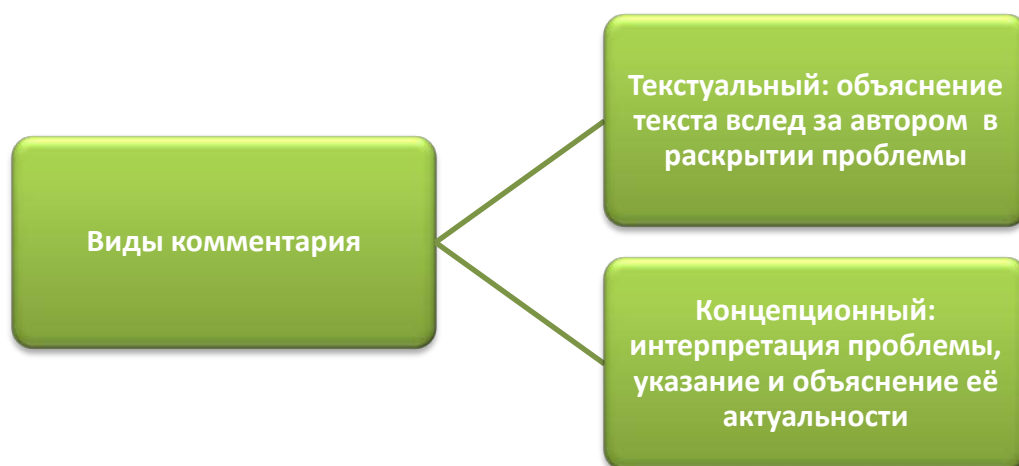 Виды комментария
Текстуальный: объяснение
текста вслед за автором в
раскрытии проблемы
Концепционный:
интерпретация проблемы,
указание и объяснение её
актуальности